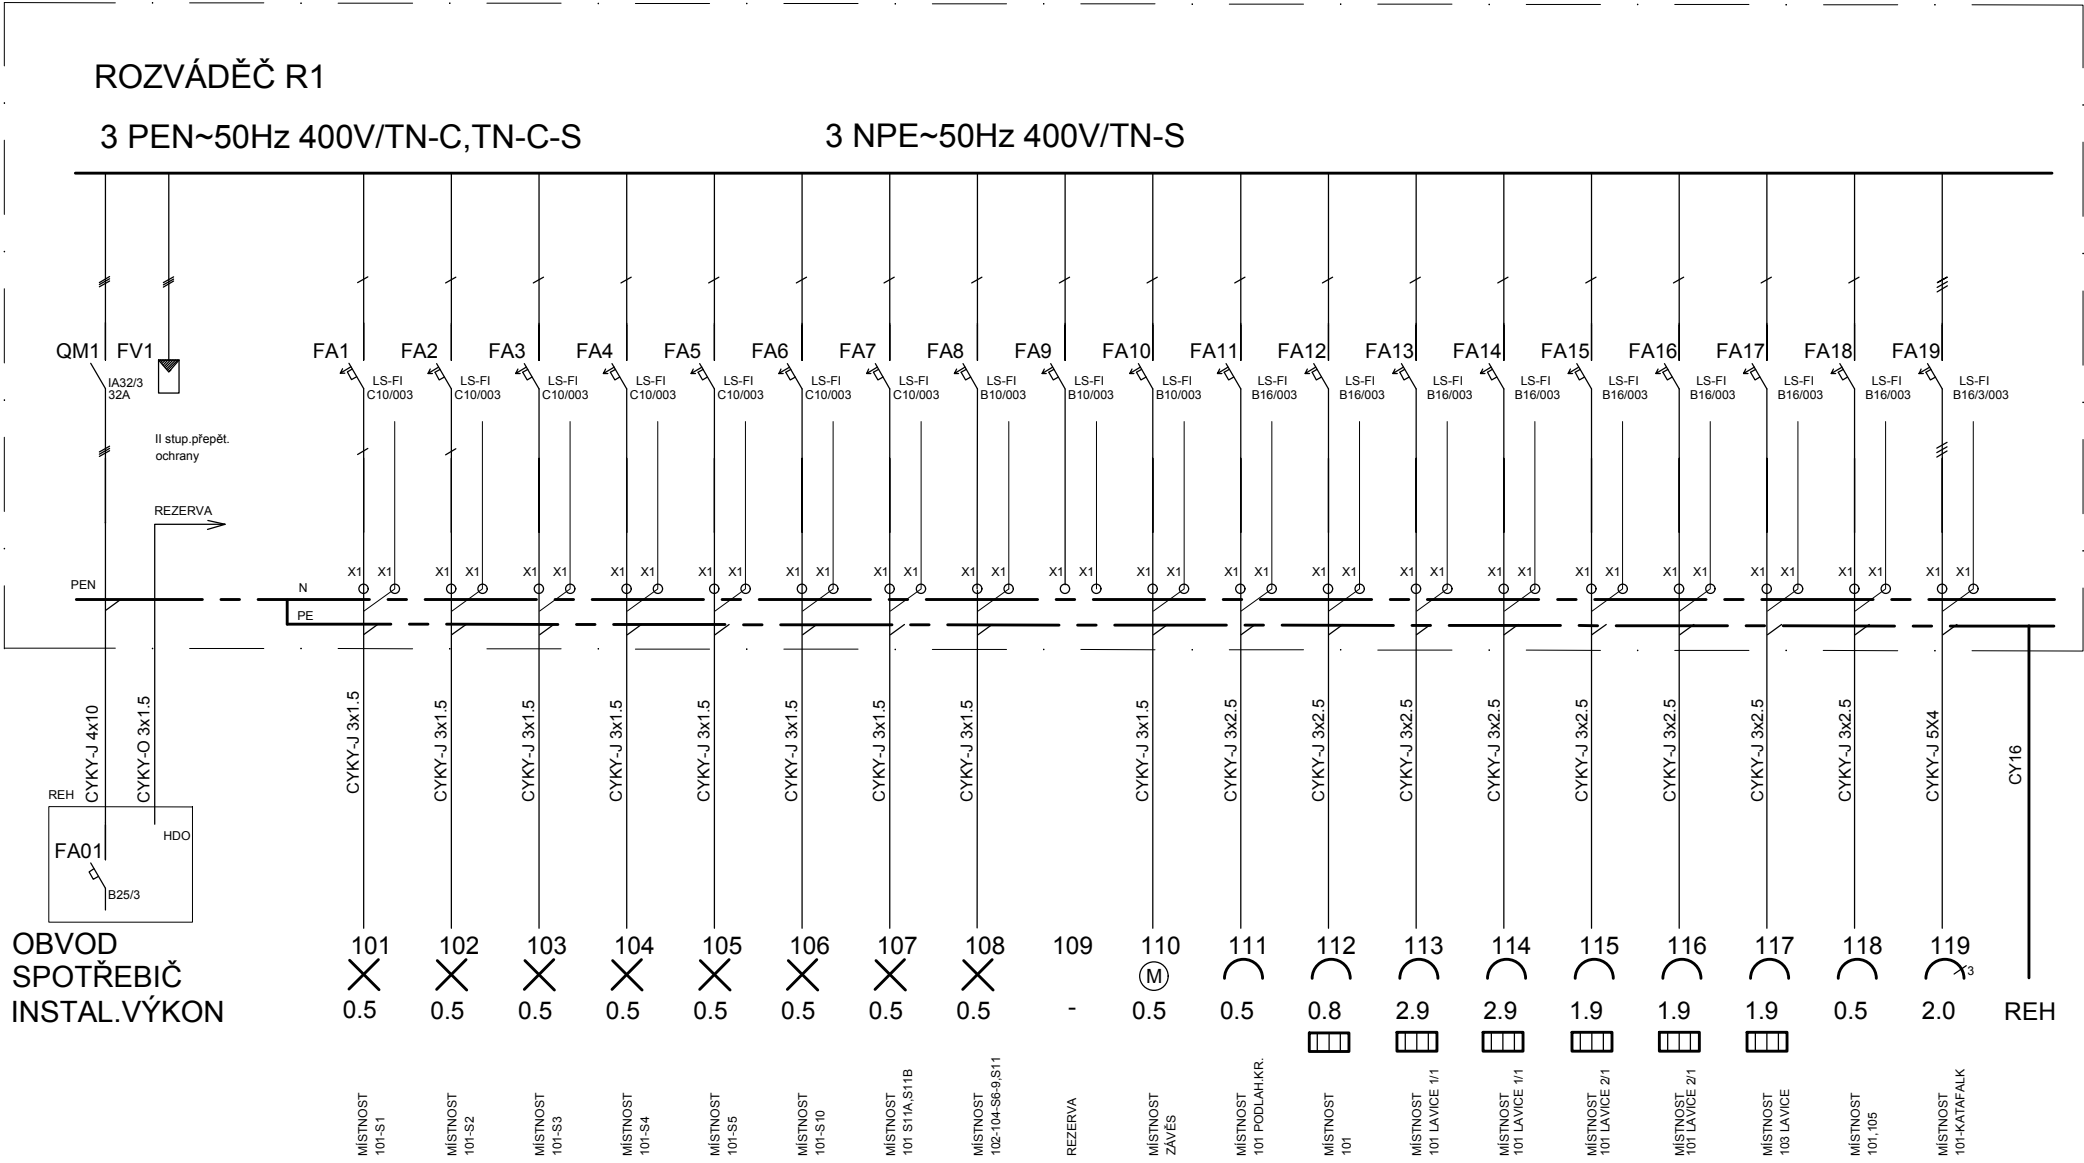 ROZVÁDĚČ R1
3 PEN~50Hz 400V/TN-C,TN-C-S 3 NPE~50Hz 400V/TN-S
QM1 FV1 FA1 FA2 FA3 FA4 FA5 FA6 FA7 FA8 FA9 FA10 FA11 FA12 FA13 FA14 FA15 FA16 FA17 FA18 FA19
IA32/3 LS-FI LS-FI LS-FI LS-FI LS-FI LS-FI LS-FI LS-FI LS-FI LS-FI LS-FI LS-FI LS-FI LS-FI LS-FI LS-FI LS-FI LS-FI LS-FI
32A C10/003 C10/003 C10/003 C10/003 C10/003 C10/003 C10/003 B10/003 B10/003 B10/003 B16/003 B16/003 B16/003 B16/003 B16/003 B16/003 B16/003 B16/003 B16/3/003
II stup.přepět.
ochrany
REZERVA
X1 X1 X1 X1 X1 X1 X1 X1 X1 X1 X1 X1 X1 X1 X1 X1 X1 X1 X1 X1 X1 X1 X1 X1 X1 X1 X1 X1 X1 X1 X1 X1 X1 X1 X1 X1 X1 X1
PEN N
PE
CYKY-J 4x10
CYKY-O 3x1.5
CYKY-J 3x1.5
CYKY-J 3x1.5
CYKY-J 3x1.5
CYKY-J 3x1.5
CYKY-J 3x1.5
CYKY-J 3x1.5
CYKY-J 3x1.5
CYKY-J 3x1.5
CYKY-J 3x1.5
CYKY-J 3x2.5
CYKY-J 3x2.5
CYKY-J 3x2.5
CYKY-J 3x2.5
CYKY-J 3x2.5
CYKY-J 3x2.5
CYKY-J 3x2.5
CYKY-J 3x2.5
CYKY-J 5X4
CY16
REH
HDO
FA01
B25/3
OBVOD 101 102 103 104 105 106 107 108 109 110 111 112 113 114 115 116 117 118 119
SPOTŘEBIČ M 3
INSTAL.VÝKON 0.5 0.5 0.5 0.5 0.5 0.5 0.5 0.5 - 0.5 0.5 0.8 2.9 2.9 1.9 1.9 1.9 0.5 2.0 REH
MÍSTNOST
101-S1
MÍSTNOST
101-S2
MÍSTNOST
101-S3
MÍSTNOST
101-S4
MÍSTNOST
101-S5
MÍSTNOST
101-S10
MÍSTNOST
101 S11A,S11B
MÍSTNOST
102-104-S6-9,S11
REZERVA
MÍSTNOST
ZÁVĚS
MÍSTNOST
101 PODLAH.KR.
MÍSTNOST
101
MÍSTNOST
101 LAVICE 1/1
MÍSTNOST
101 LAVICE 1/1
MÍSTNOST
101 LAVICE 2/1
MÍSTNOST
101 LAVICE 2/1
MÍSTNOST
103 LAVICE
MÍSTNOST
101,105
MÍSTNOST
101-KATAFALK